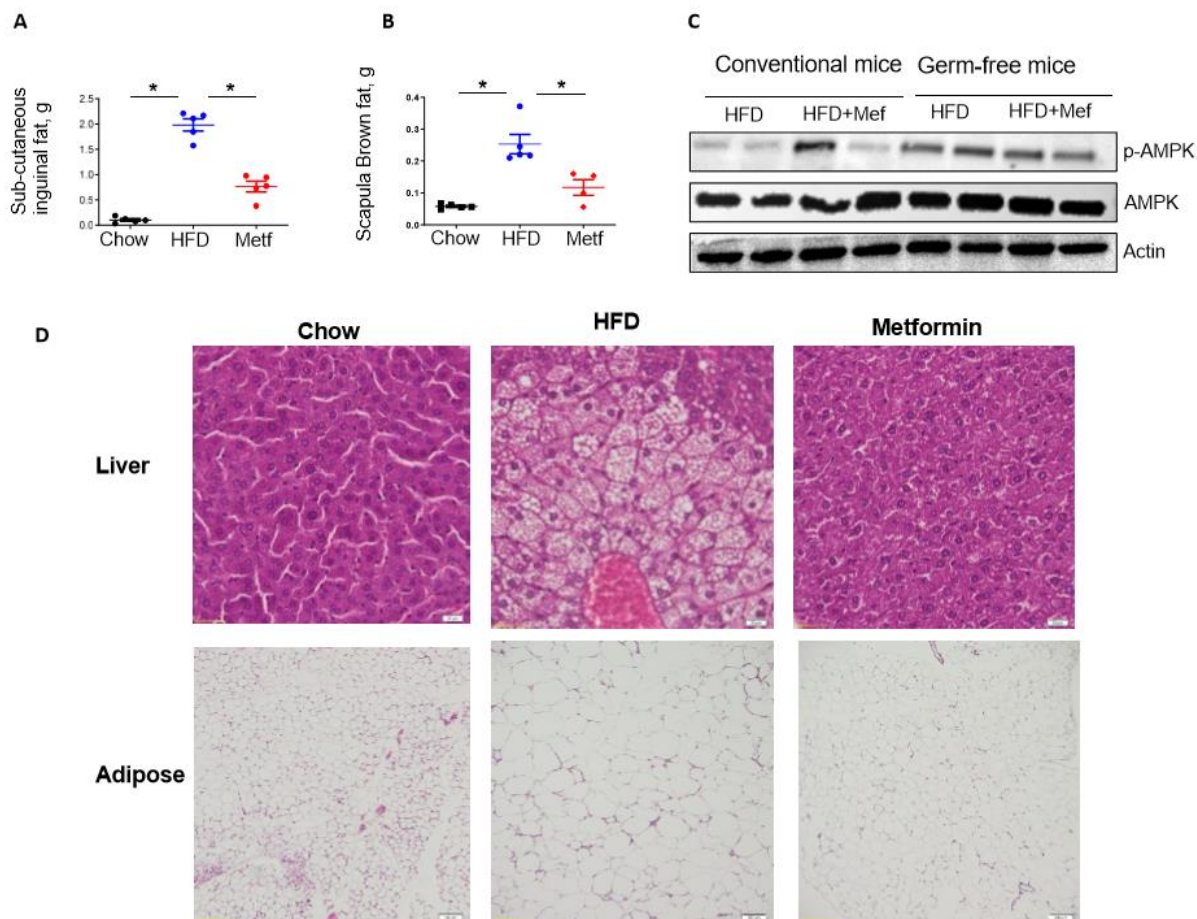 A
Sub-cutaneous
inguinal fat, g
2.5
2.0
1.5
1.0
0.5
0.0
* *
Chow HFD Metf
B
Scapula Brown fat, g
0.4
0.3
0.2
0.1
0.0
* *
Chow HFD Metf
C
Conventional mice Germ-free mice
HFD HFD+Mef HFD HFD+Mef
p-AMPK
AMPK
Actin
D
Chow HFD Metformin
Liver
Adipose